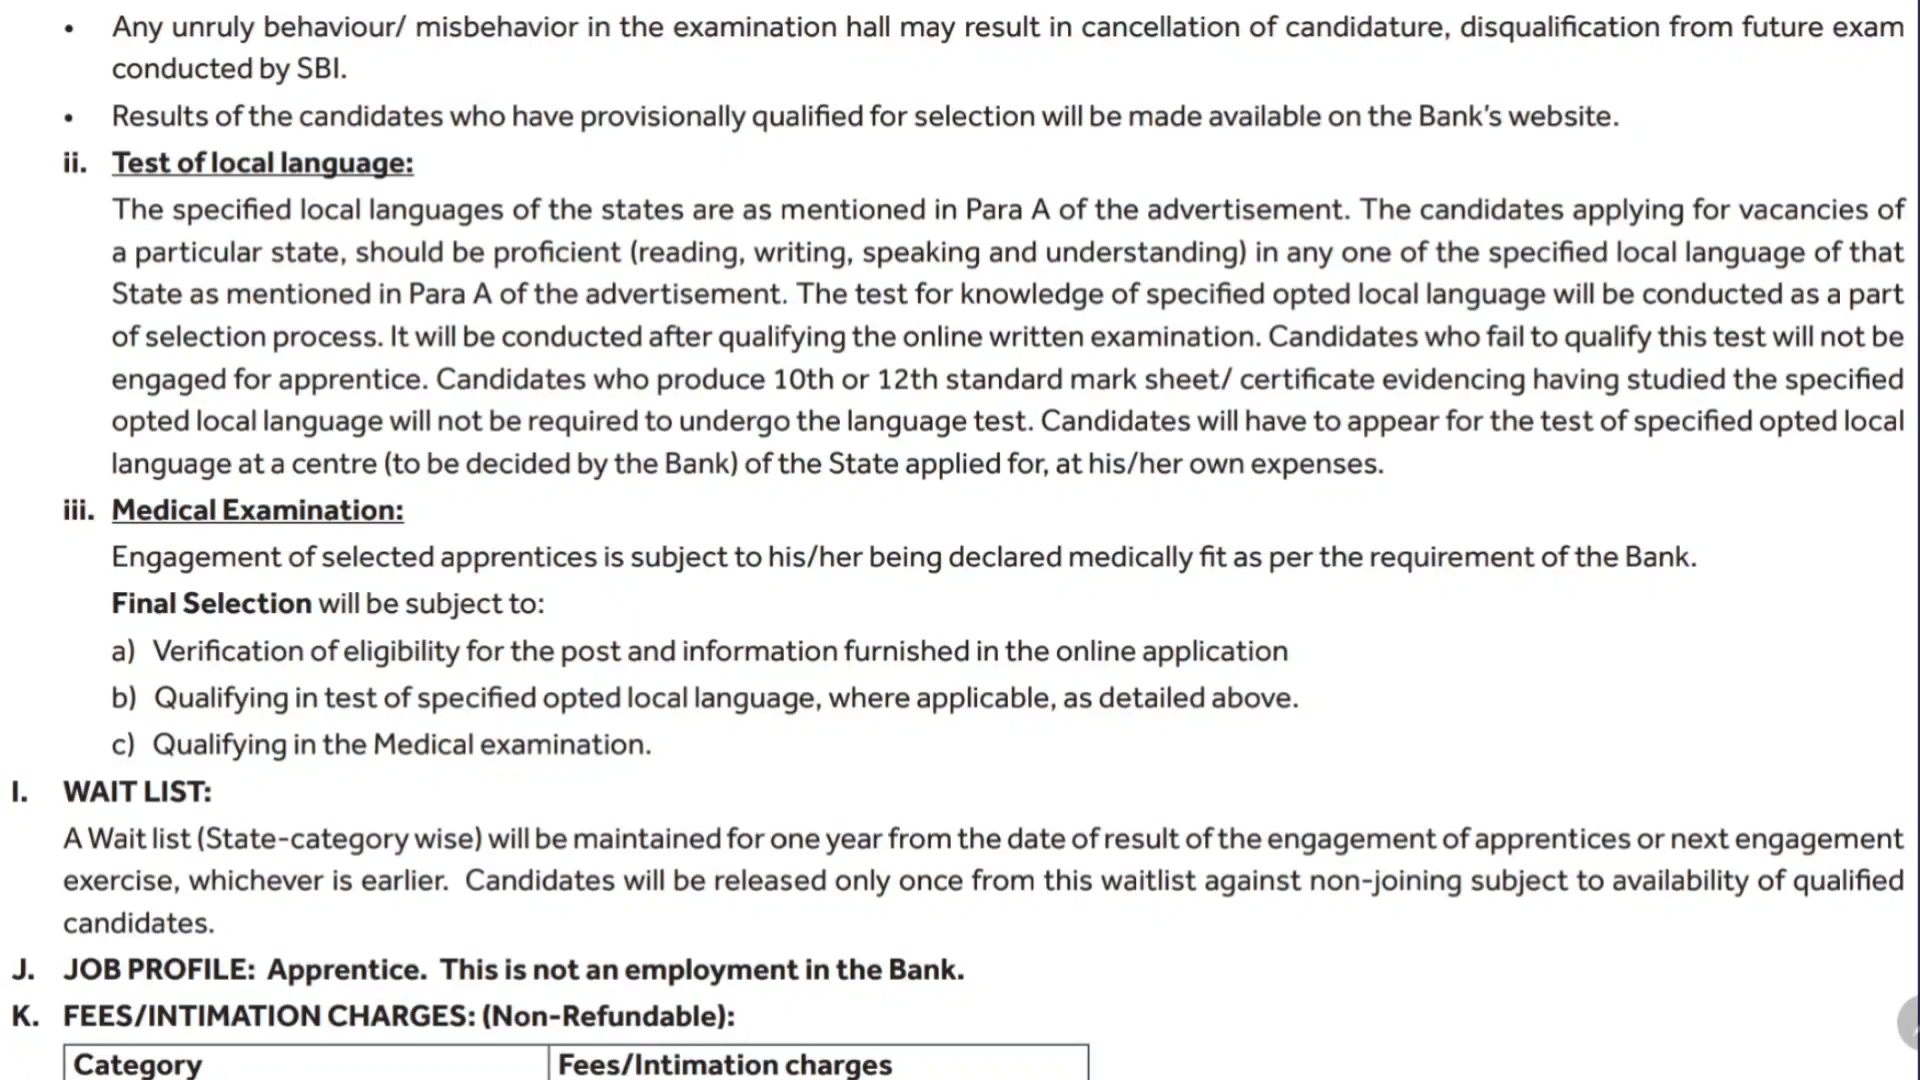 • Any unruly behaviour/ misbehavior in the examination hall may result in cancellation of candidature, disqualification from future exam
conducted by SBI.
• Results of the candidates who have provisionally qualified for selection will be made available on the Bank's website.
ii. Test of local language:
The specified local languages of the states are as mentioned in Para A of the advertisement. The candidates applying for vacancies of
a particular state, should be proficient (reading, writing, speaking and understanding) in any one of the specified local language of that
State as mentioned in Para A of the advertisement. The test for knowledge of specified opted local language will be conducted as a part
of selection process. It will be conducted after qualifying the online written examination. Candidates who fail to qualify this test will not be
engaged for apprentice. Candidates who produce 10th or 12th standard mark sheet/ certificate evidencing having studied the specified
opted local language will not be required to undergo the language test. Candidates will have to appear for the test of specified opted local
language at a centre (to be decided by the Bank) of the State applied for, at his/her own expenses.
iii. Medical Examination:
Engagement of selected apprentices is subject to his/her being declared medically fit as per the requirement of the Bank.
Final Selection will be subject to:
a) Verification of eligibility for the post and information furnished in the online application
b) Qualifying in test of specified opted local language, where applicable, as detailed above.
c) Qualifying in the Medical examination.
I. WAIT LIST:
A Wait list (State-category wise) will be maintained for one year from the date of result of the engagement of apprentices or next engagement
exercise, whichever is earlier. Candidates will be released only once from this waitlist against non-joining subject to availability of qualified
candidates.
J. JOB PROFILE: Apprentice. This is not an employment in the Bank.
K. FEES/INTIMATION CHARGES: (Non-Refundable):
Category Fees/Intimation charges